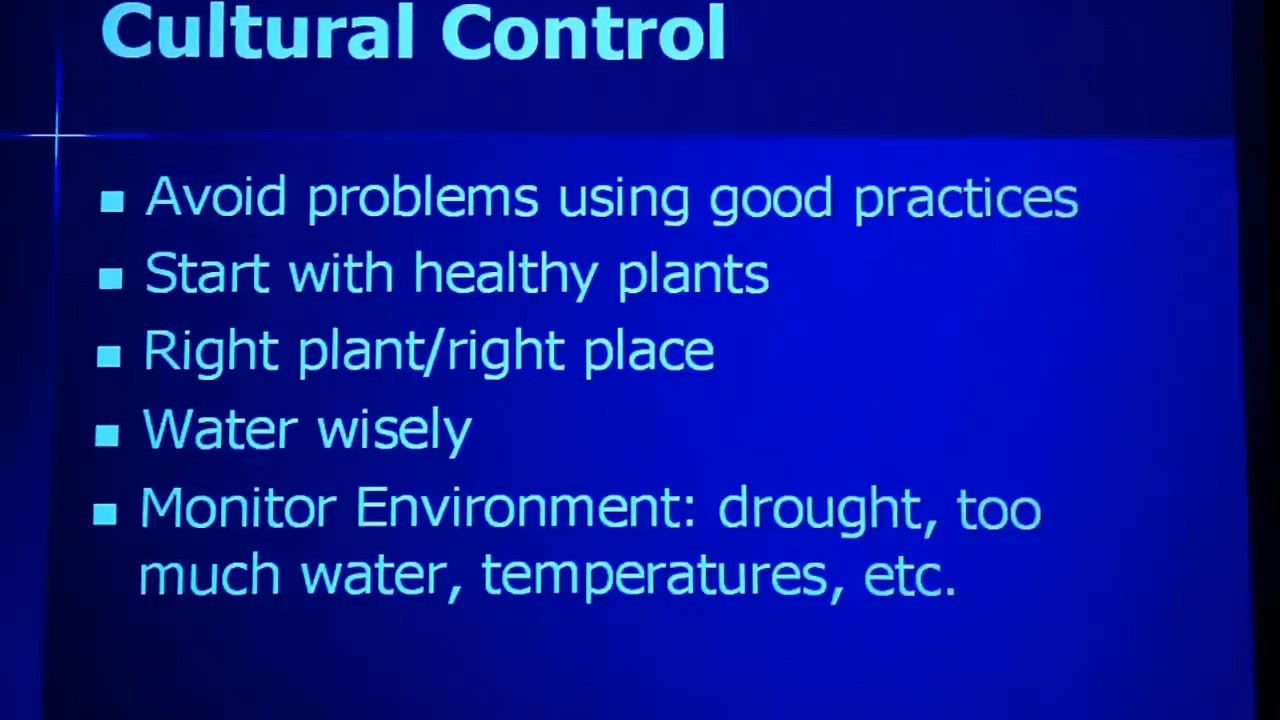 Cultural Control
Avoid problems using good practices
Start with healthy plants
Right plant/right place
Water wisely
Monitor Environment: drought, too
much water, temperatures, etc.